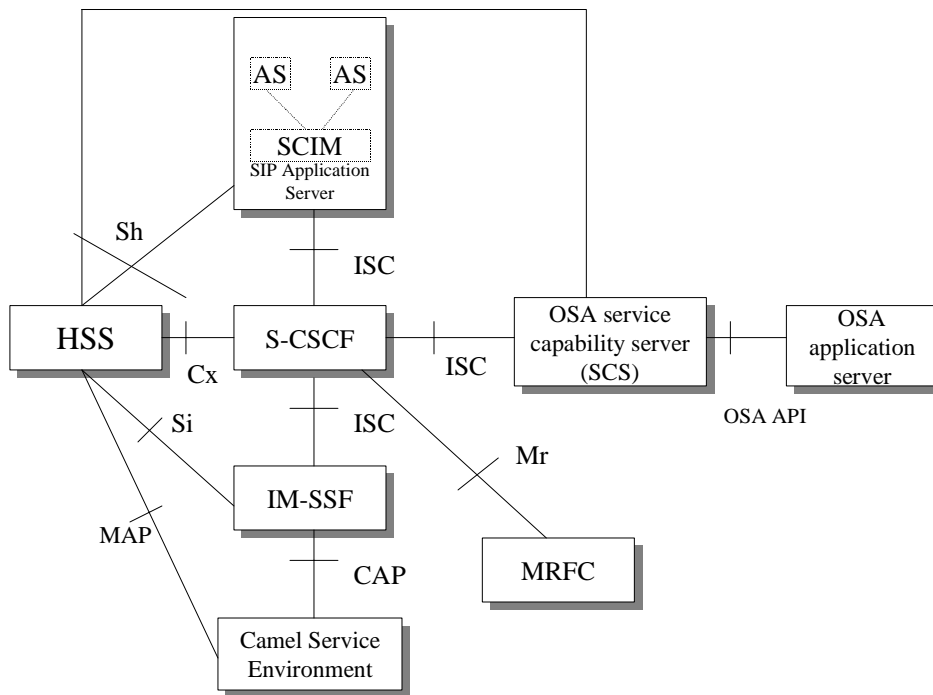 AS AS
SCIM
SIP Application
Server
Sh
ISC
HSS
S-CSCF
OSA service
capability server
(SCS)
OSA
application
server
Cx
ISC
Si
ISC
OSA API
Mr
IM-SSF
MAP
CAP
MRFC
Camel Service
Environment